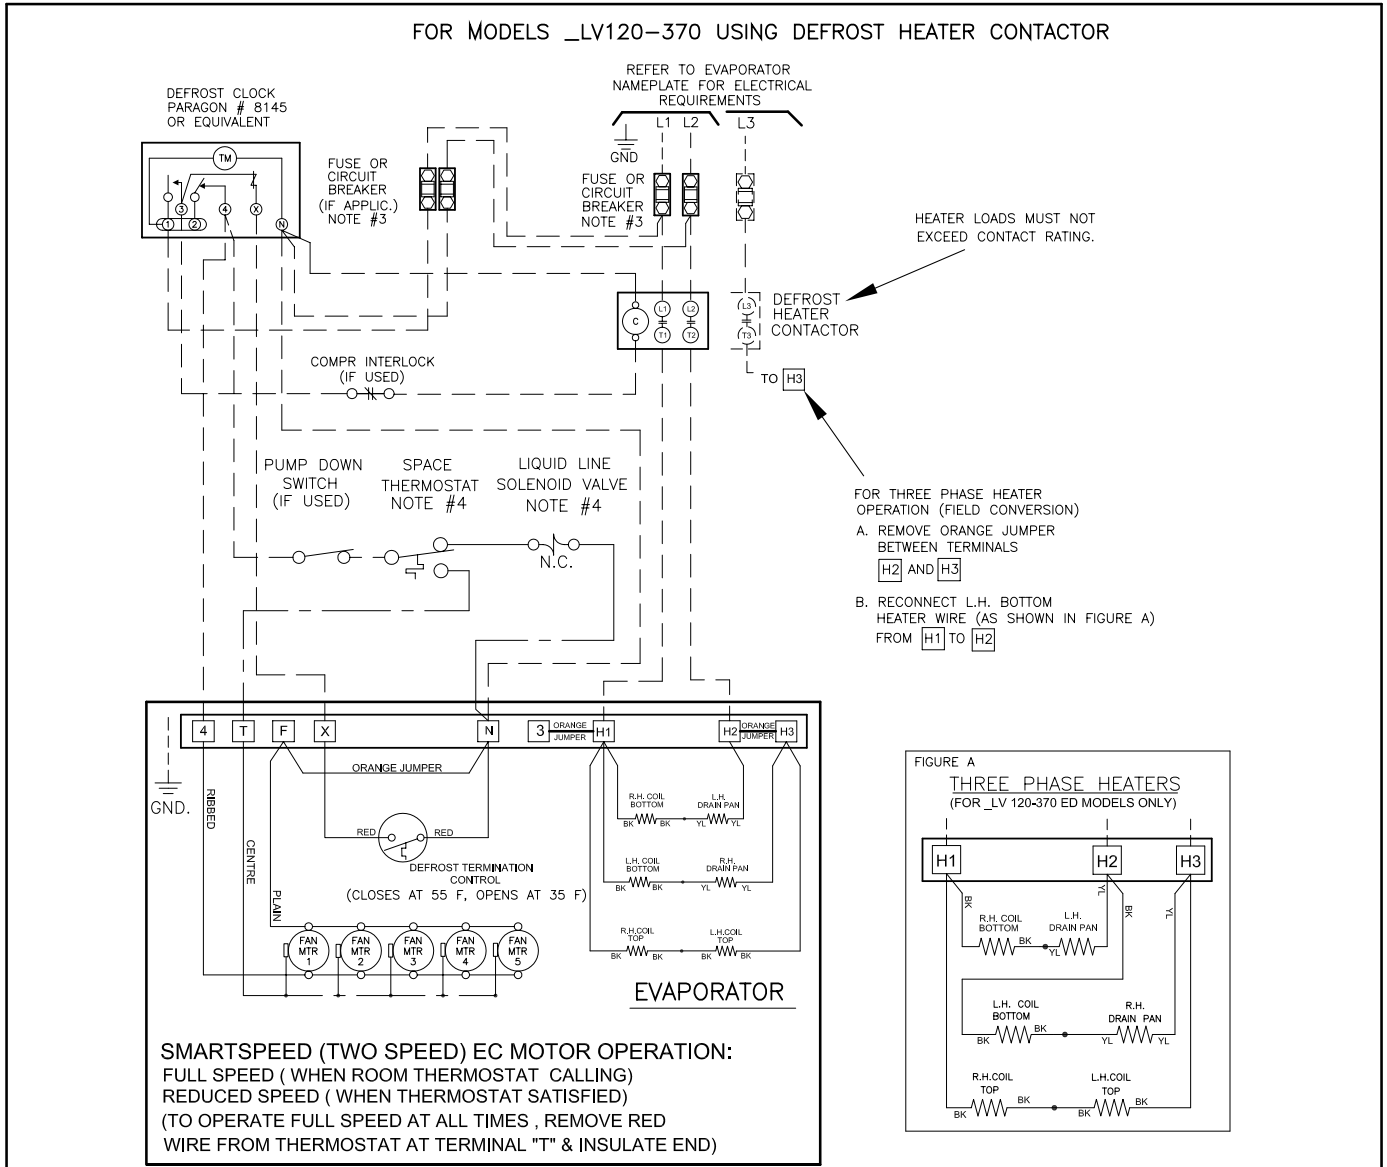 FOR MODELS _LV120-370 USING DEFROST HEATER CONTACTOR
REFER TO EVAPORATOR
NAMEPLATE FOR ELECTRICAL
REQUIREMENTS
L1 L2 L3
GND
DEFROST CLOCK
PARAGON # 8145
OR EQUIVALENT
TM
3 4 X
1 2 N
FUSE OR
CIRCUIT
BREAKER
(IF APPLIC.)
NOTE #3
FUSE OR
CIRCUIT
BREAKER
NOTE #3
HEATER LOADS MUST NOT
EXCEED CONTACT RATING.
C
L1 L2 L3
T1 T2 T3
DEFROST
HEATER
CONTACTOR
TO H3
COMPR INTERLOCK
(IF USED)
PUMP DOWN
SWITCH
(IF USED)
SPACE
THERMOSTAT
NOTE #4
LIQUID LINE
SOLENOID VALVE
NOTE #4
N.C.
FOR THREE PHASE HEATER
OPERATION (FIELD CONVERSION)
A. REMOVE ORANGE JUMPER
BETWEEN TERMINALS
H2 AND H3
B. RECONNECT L.H. BOTTOM
HEATER WIRE (AS SHOWN IN FIGURE A)
FROM H1 TO H2
4 T F X N 3 ORANGE JUMPER H1 H2 ORANGE JUMPER H3
GND.
RIBBED
CENTRE
PLAIN
ORANGE JUMPER
RED RED
DEFROST TERMINATION
CONTROL
(CLOSES AT 55 F, OPENS AT 35 F)
FAN MTR 1
FAN MTR 2
FAN MTR 3
FAN MTR 4
FAN MTR 5
R.H. COIL
BOTTOM
L.H.
DRAIN PAN
BK BK YL YL
L.H. COIL
BOTTOM
R.H.
DRAIN PAN
BK BK YL YL
R.H.COIL
TOP
L.H.COIL
TOP
BK BK BK BK
EVAPORATOR
SMARTSPEED (TWO SPEED) EC MOTOR OPERATION:
FULL SPEED ( WHEN ROOM THERMOSTAT CALLING)
REDUCED SPEED ( WHEN THERMOSTAT SATISFIED)
(TO OPERATE FULL SPEED AT ALL TIMES , REMOVE RED
WIRE FROM THERMOSTAT AT TERMINAL "T" & INSULATE END)
FIGURE A
THREE PHASE HEATERS
(FOR _LV 120-370 ED MODELS ONLY)
H1 H2 H3
BK YL BK YL
R.H. COIL
BOTTOM
L.H.
DRAIN PAN
BK YL
L.H. COIL
BOTTOM
R.H.
DRAIN PAN
BK BK YL YL
R.H.COIL
TOP
L.H.COIL
TOP
BK BK BK BK